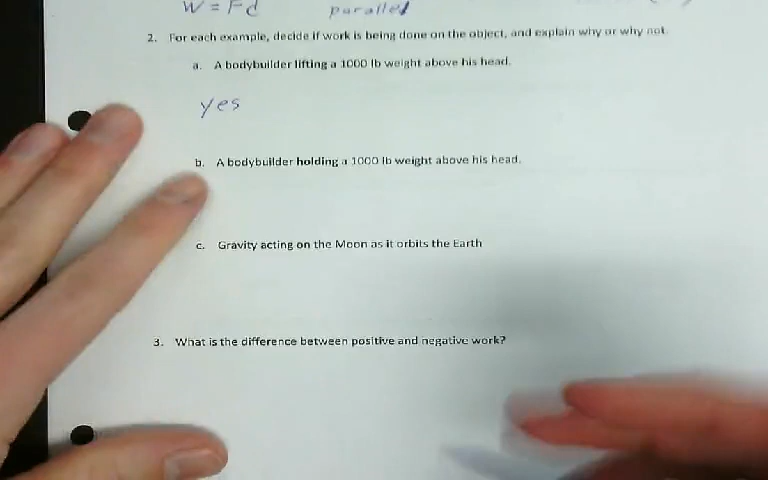 W = Fd parallel
2. For each example, decide if work is being done on the object, and explain why or why not.
a. A bodybuilder lifting a 1000 lb weight above his head.
yes
b. A bodybuilder holding a 1000 lb weight above his head.
c. Gravity acting on the Moon as it orbits the Earth
3. What is the difference between positive and negative work?